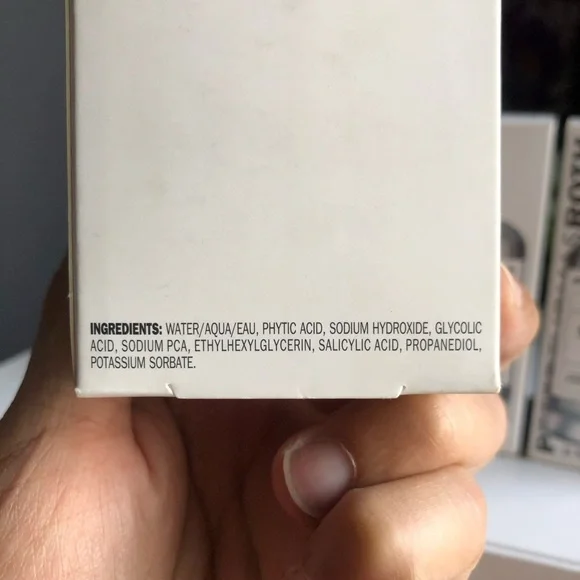 INGREDIENTS: WATER/AQUA/EAU, PHYTIC ACID, SODIUM HYDROXIDE, GLYCOLIC
ACID, SODIUM PCA, ETHYLHEXYLGLYCERIN, SALICYLIC ACID, PROPANEDIOL,
POTASSIUM SORBATE.